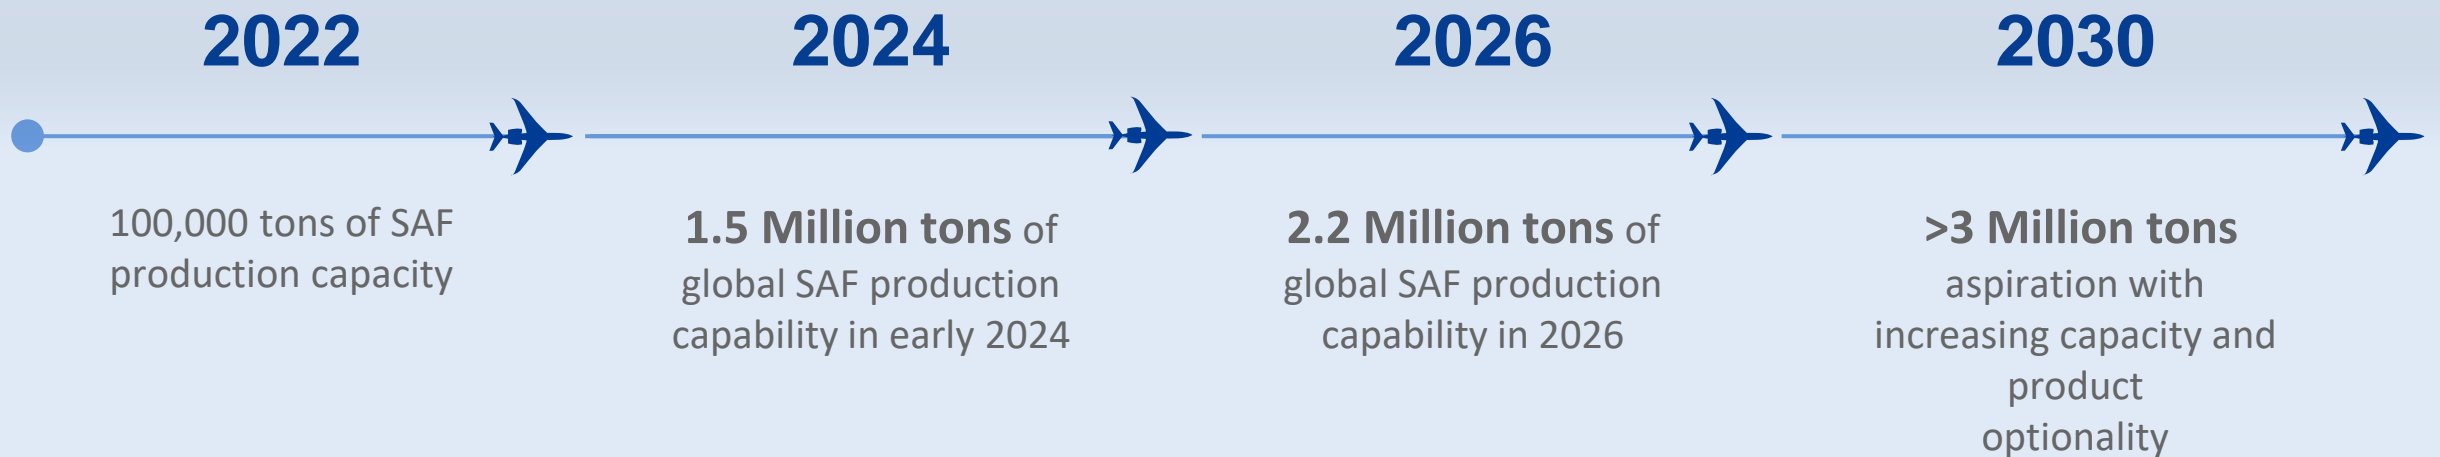 2022
100,000 tons of SAF
production capacity
2024
1.5 Million tons of
global SAF production
capability in early 2024
2026
2.2 Million tons of
global SAF production
capability in 2026
2030
>3 Million tons
aspiration with
increasing capacity and
product
optionality